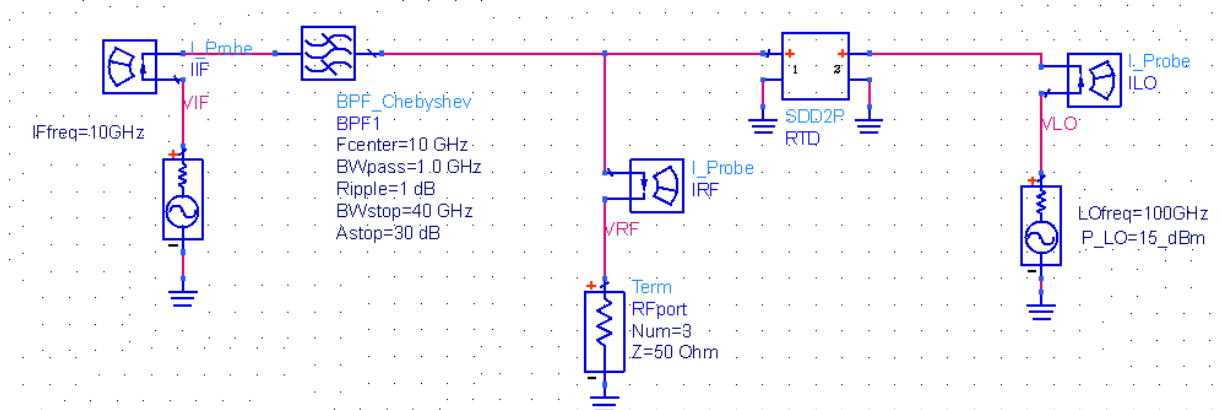 I_Probe
IIF
VIF
IFfreq=10GHz
BPF_Chebyshev
BPF1
Fcenter=10 GHz
BWpass=1.0 GHz
Ripple=1 dB
BWstop=40 GHz
Astop=30 dB
I_Probe
IRF
VRF
Term
RFport
Num=3
Z=50 Ohm
1 2
SDD2P
RTD
I_Probe
ILO
VLO
LOfreq=100GHz
P_LO=15_dBm